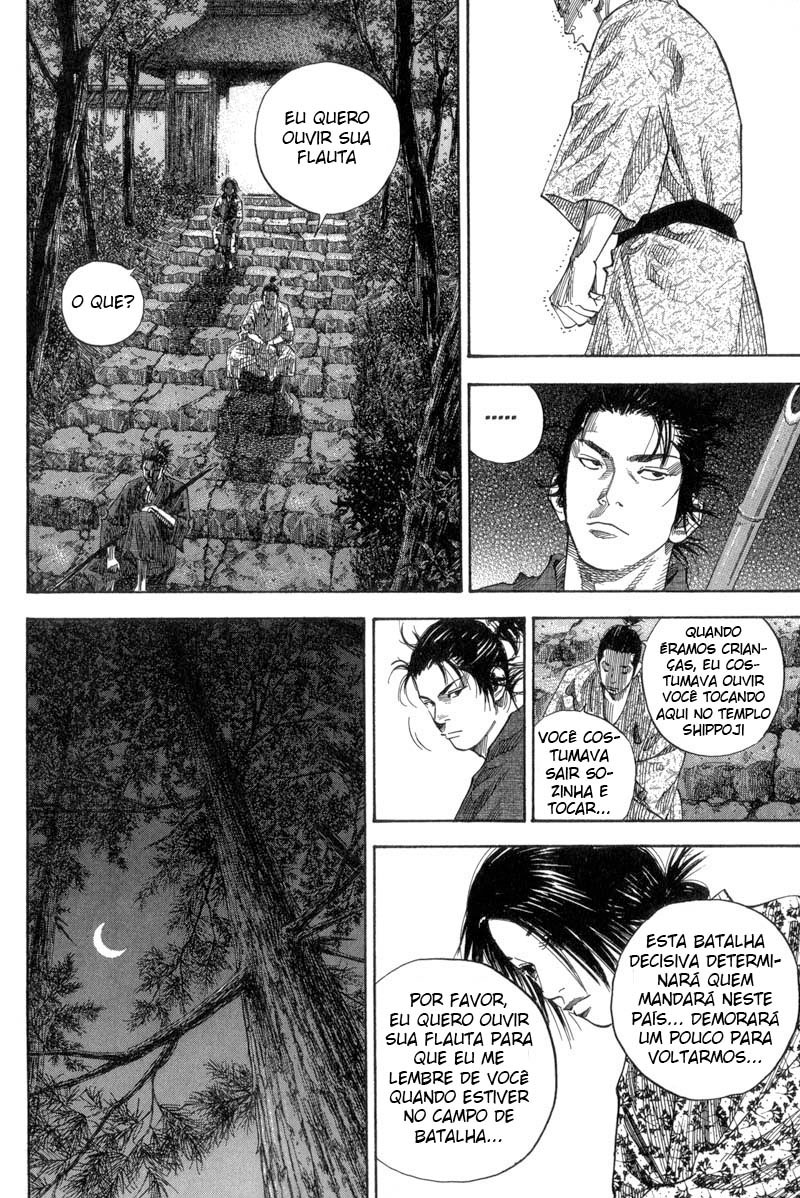 EU QUERO
OUVIR SUA
FLAUTA
O QUE?
.....
QUANDO
ÉRAMOS CRIAN-
ÇAS, EU COS-
TUMAVA OUVIR
VOCÊ TOCANDO
AQUI NO TEMPLO
SHIPPOJI
VOCÊ COS-
TUMAVA
SAIR SO-
ZINHA E
TOCAR...
ESTA BATALHA
DECISIVA DETERMI-
NARÁ QUEM
MANDARÁ NESTE
PAÍS... DEMORARÁ
UM POUCO PARA
VOLTARMOS...
POR FAVOR,
EU QUERO OUVIR
SUA FLAUTA PARA
QUE EU ME
LEMBRE DE VOCÊ
QUANDO ESTIVER
NO CAMPO DE
BATALHA...